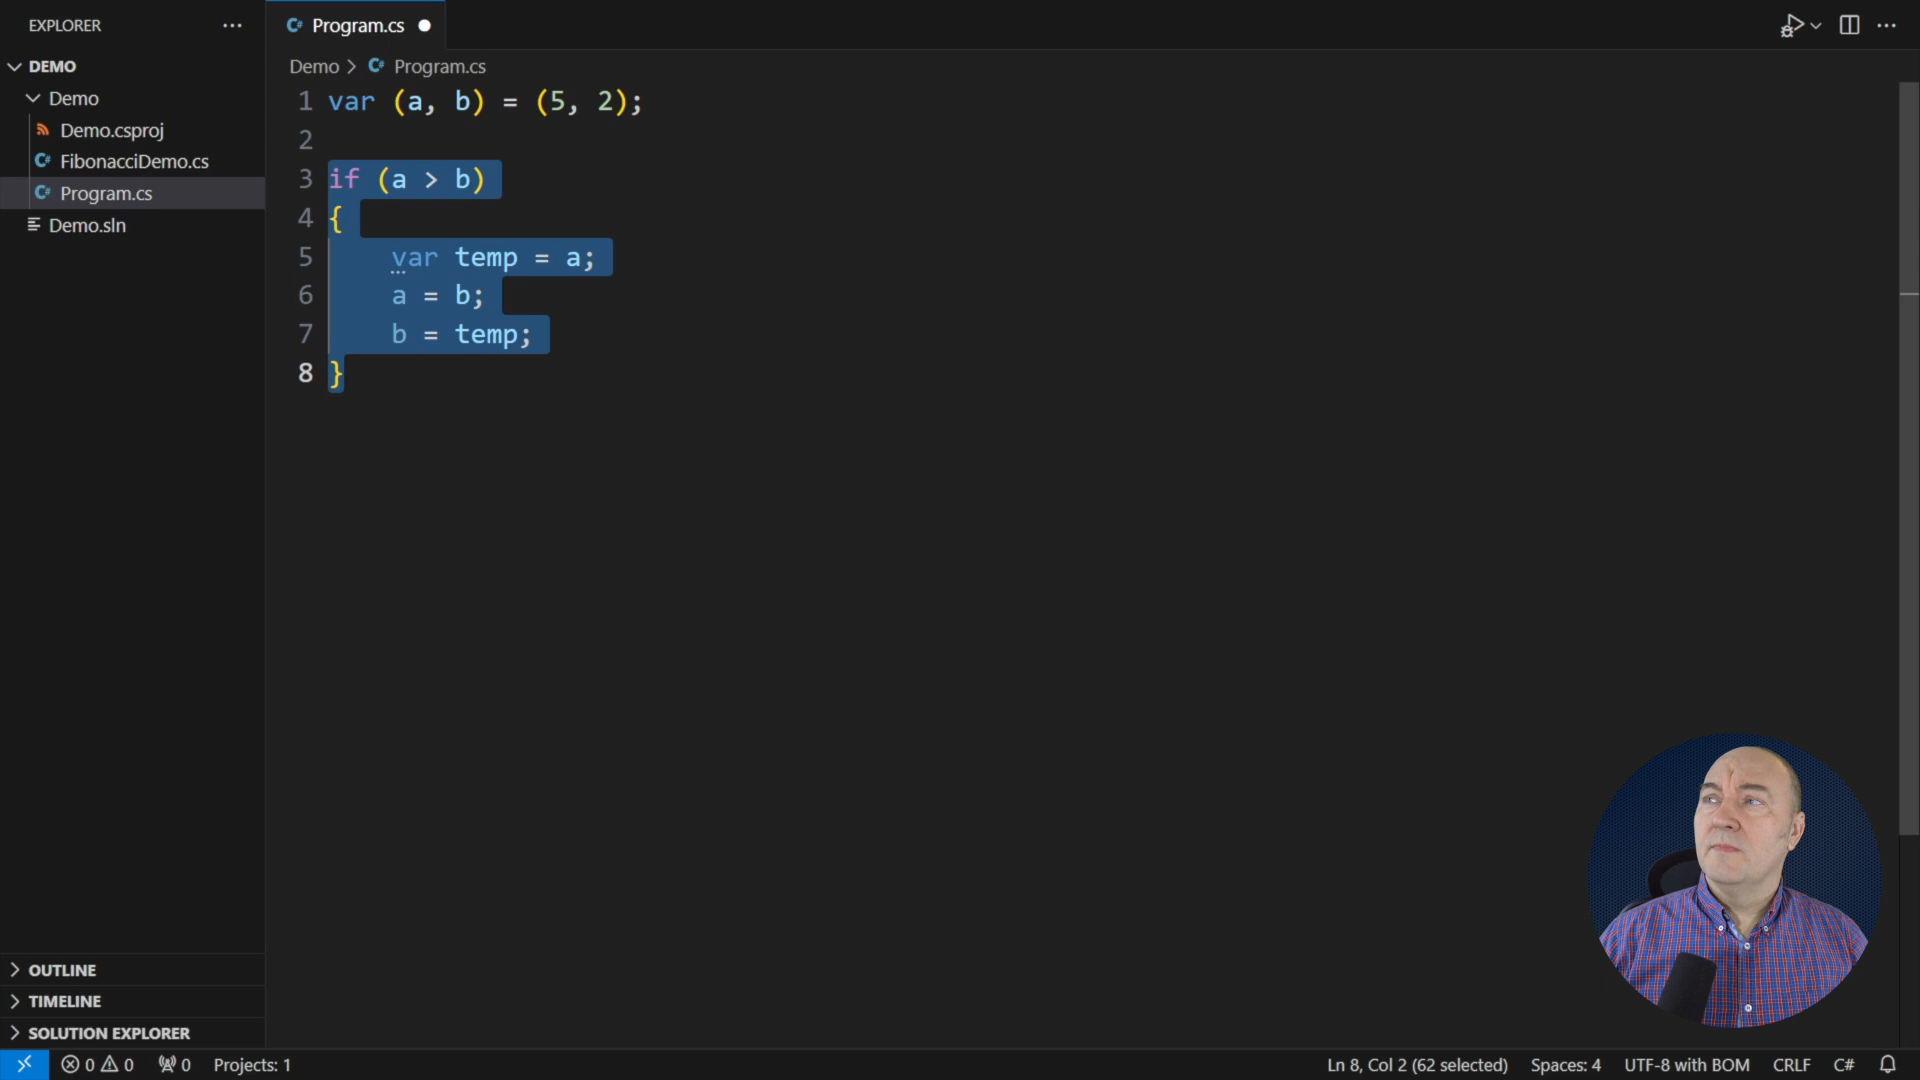 EXPLORER
DEMO
Demo
Demo.csproj
FibonacciDemo.cs
Program.cs
Demo.sln
OUTLINE
TIMELINE
SOLUTION EXPLORER
C# Program.cs
Demo > C# Program.cs
1 var (a, b) = (5, 2);
2
3 if (a > b)
4 {
5     var temp = a;
6     a = b;
7     b = temp;
8 }
0 0 0 Projects: 1
Ln 8, Col 2 (62 selected) Spaces: 4 UTF-8 with BOM CRLF C#